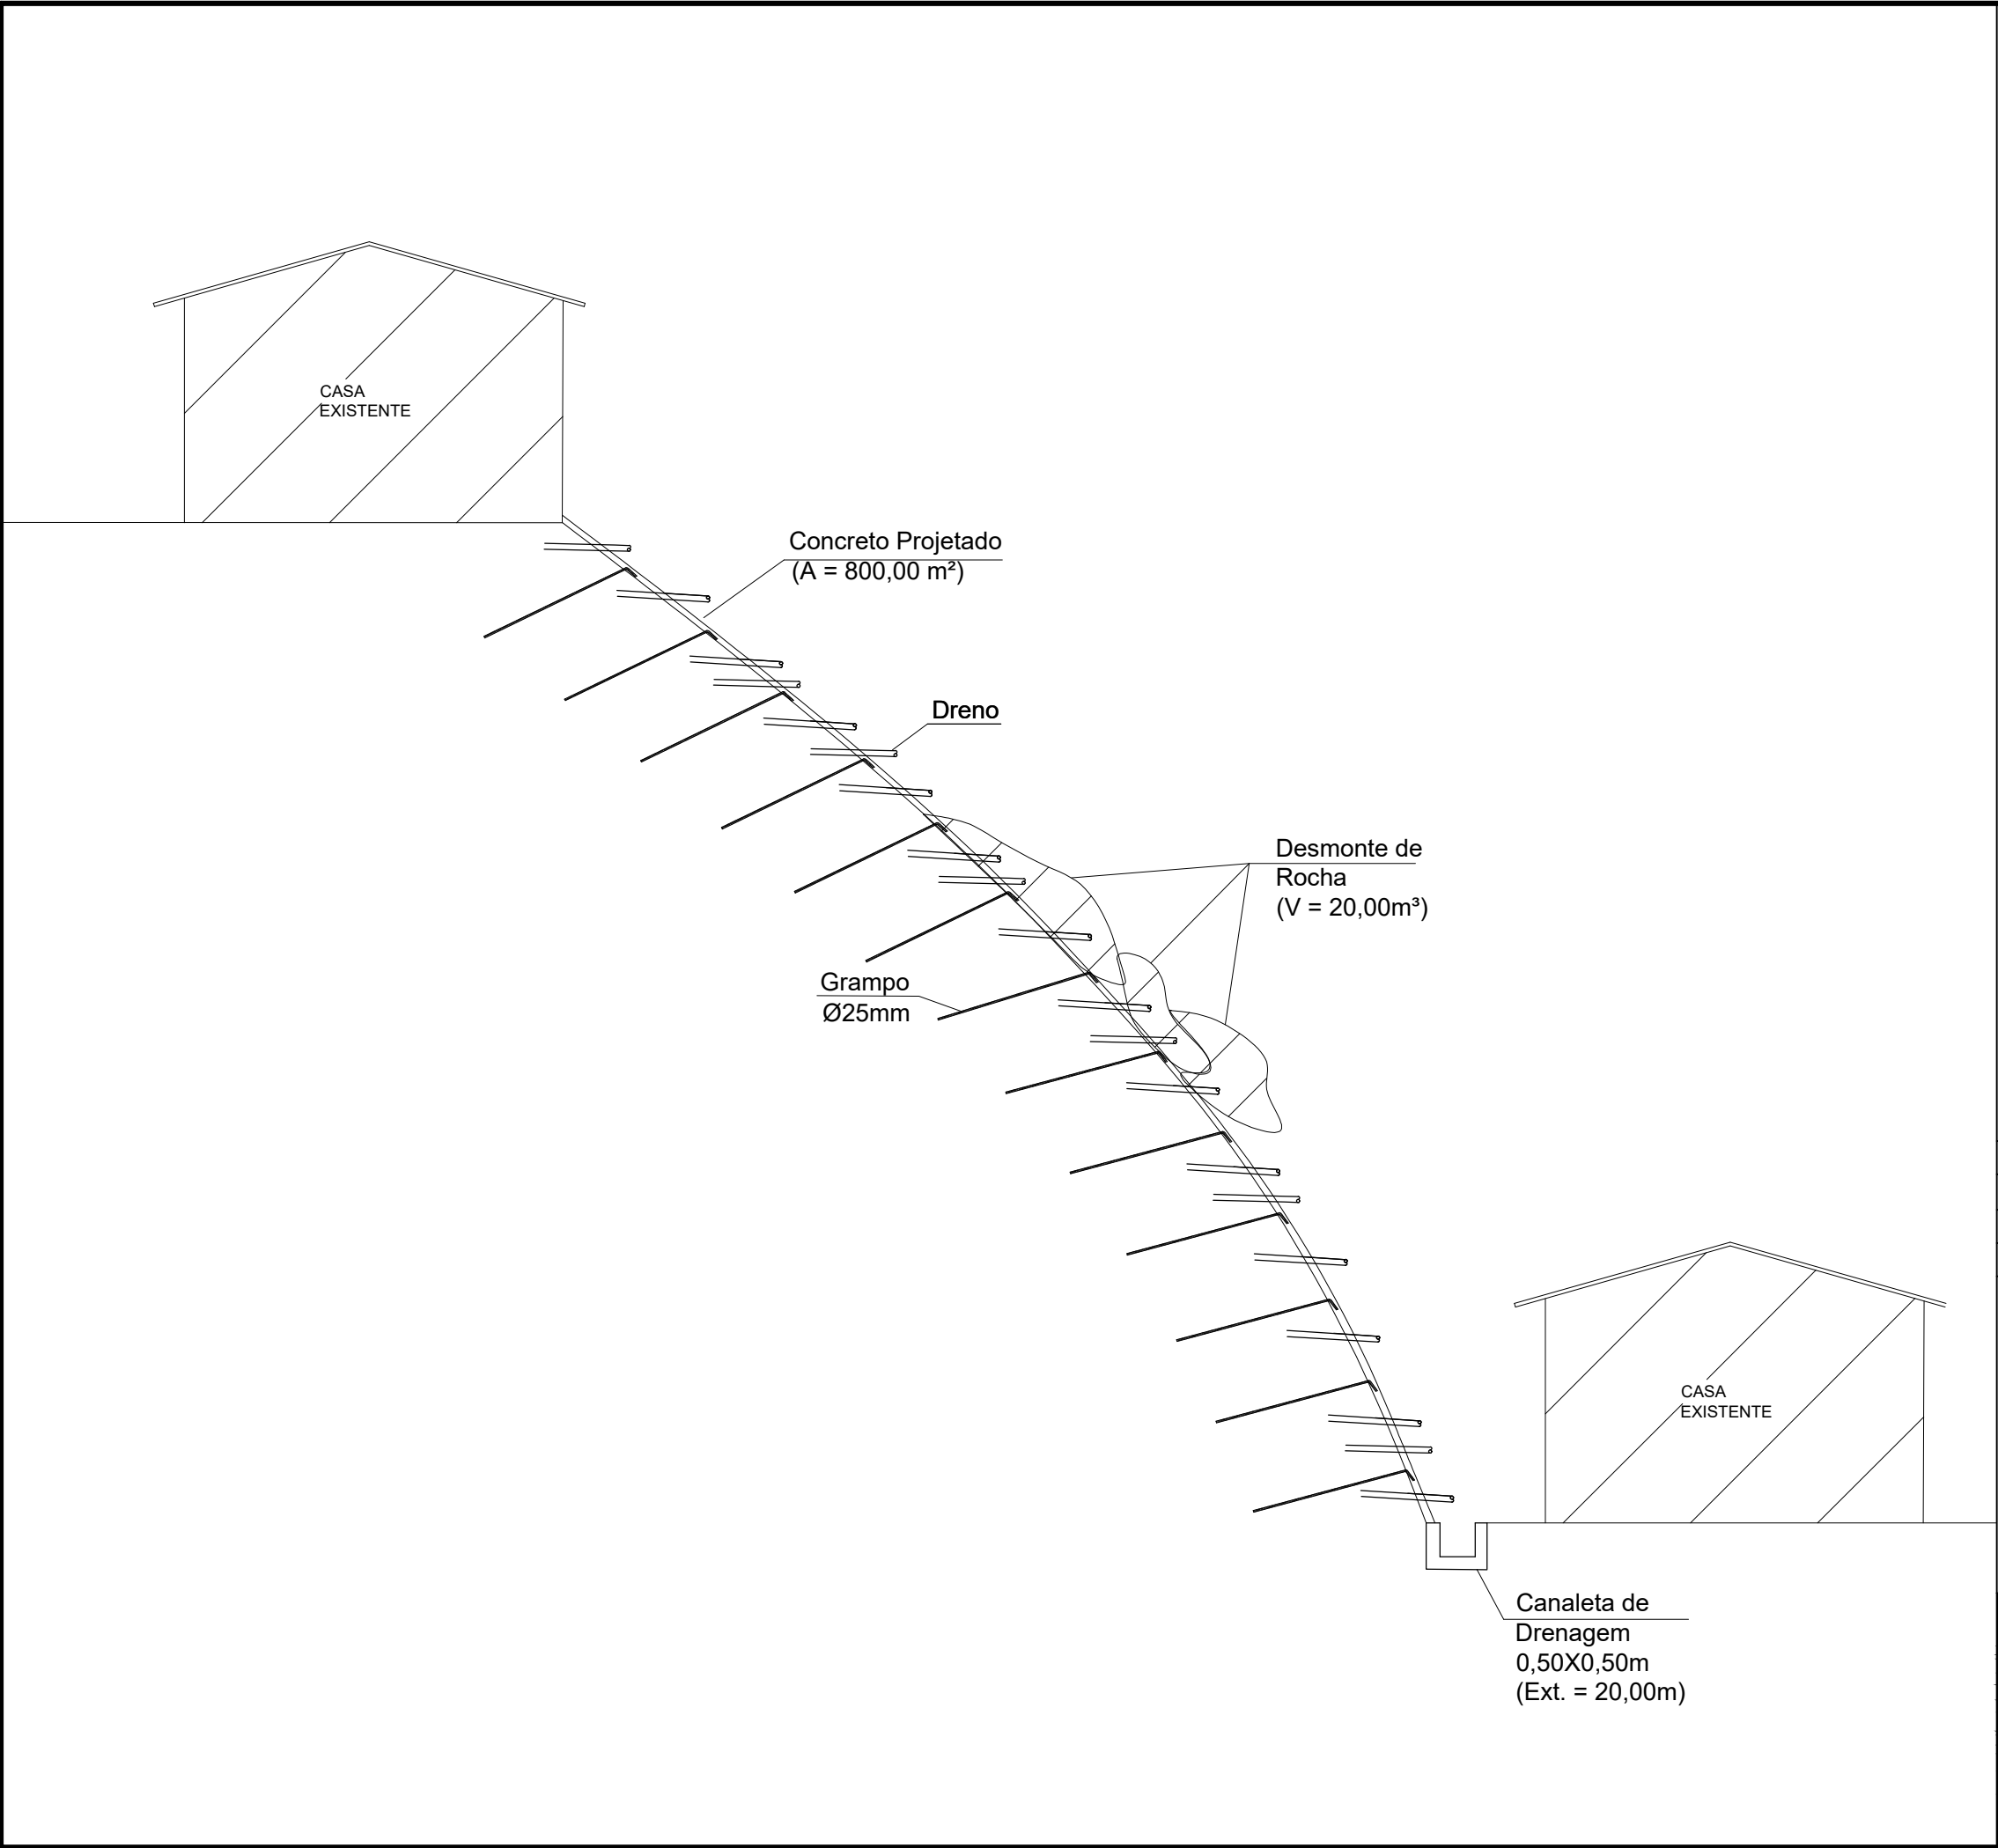 CASA
EXISTENTE
Concreto Projetado
(A = 800,00 m²)
Dreno
Desmonte de
Rocha
(V = 20,00m³)
Grampo
Ø25mm
CASA
EXISTENTE
Canaleta de
Drenagem
0,50X0,50m
(Ext. = 20,00m)